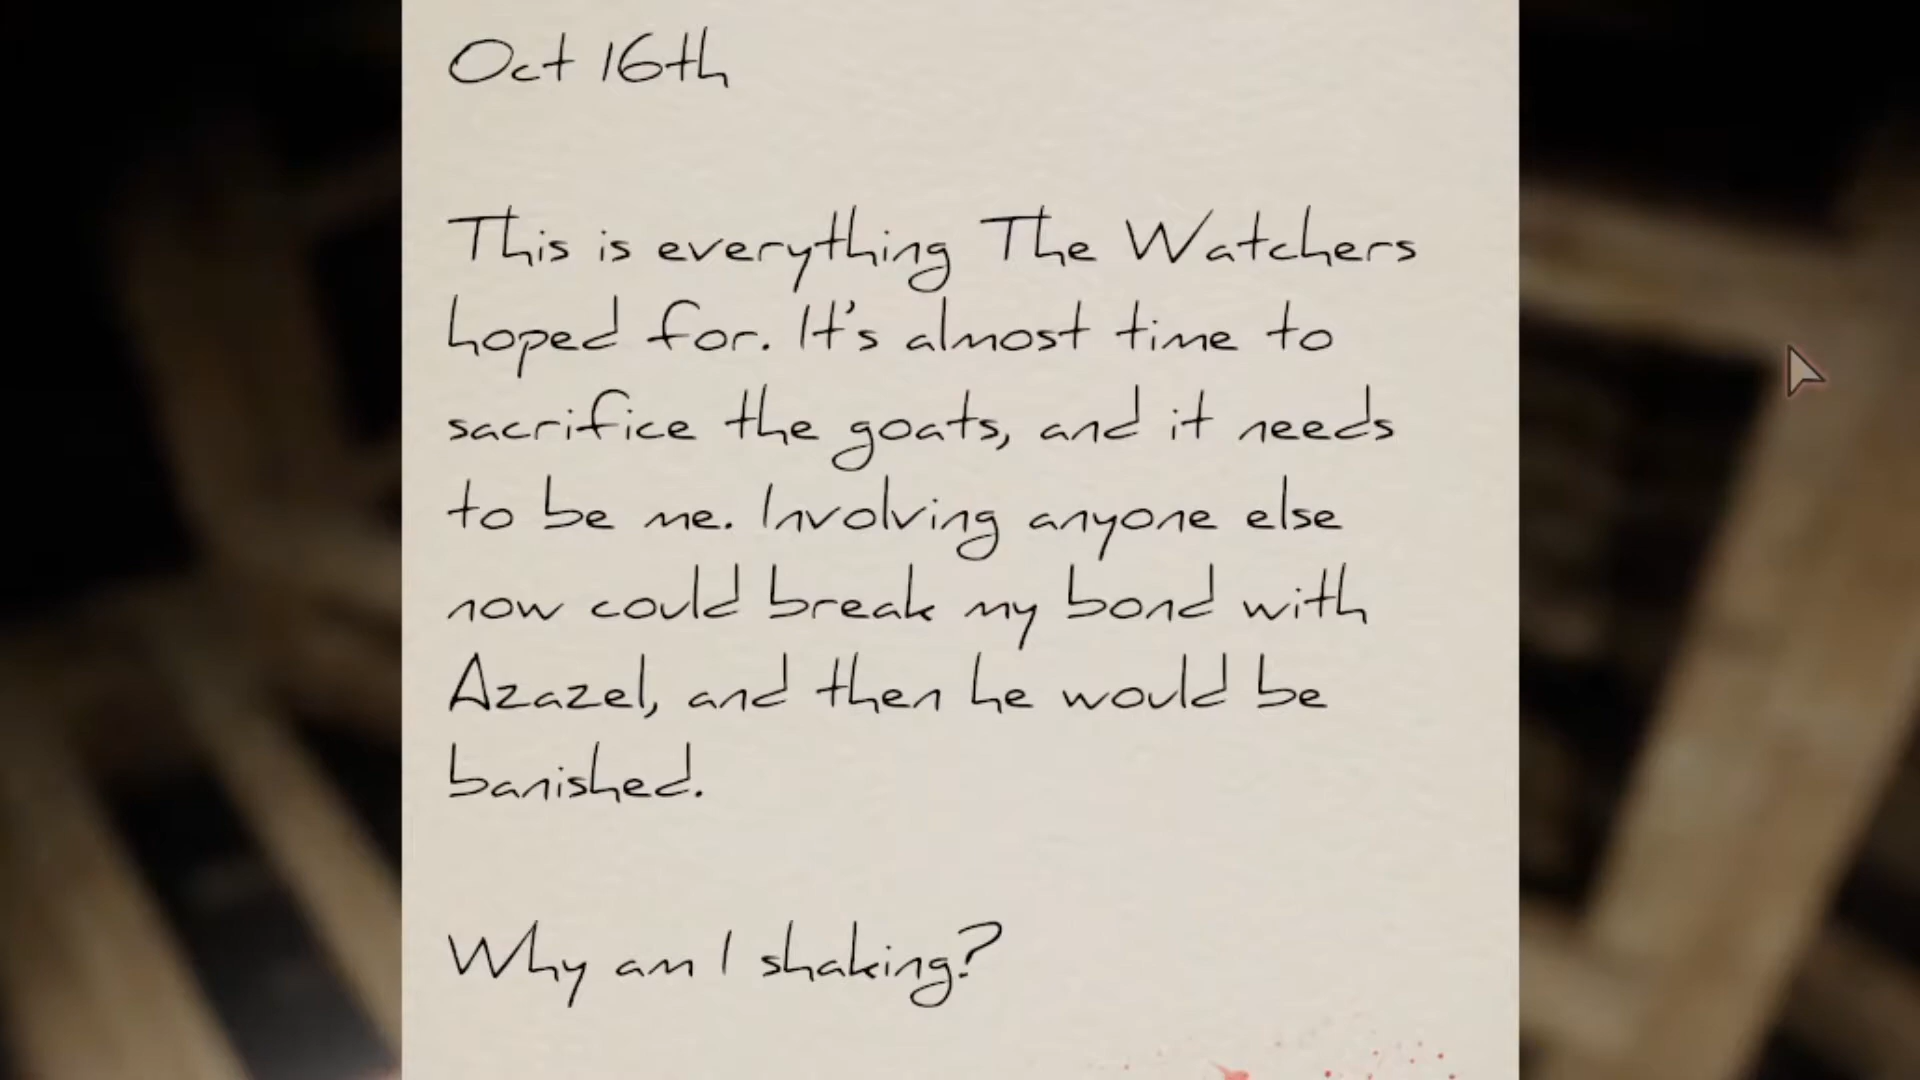 Oct 16th
This is everything The Watchers
hoped for. It's almost time to
sacrifice the goats, and it needs
to be me. Involving anyone else
now could break my bond with
Azazel, and then he would be
banished.
Why am I shaking?